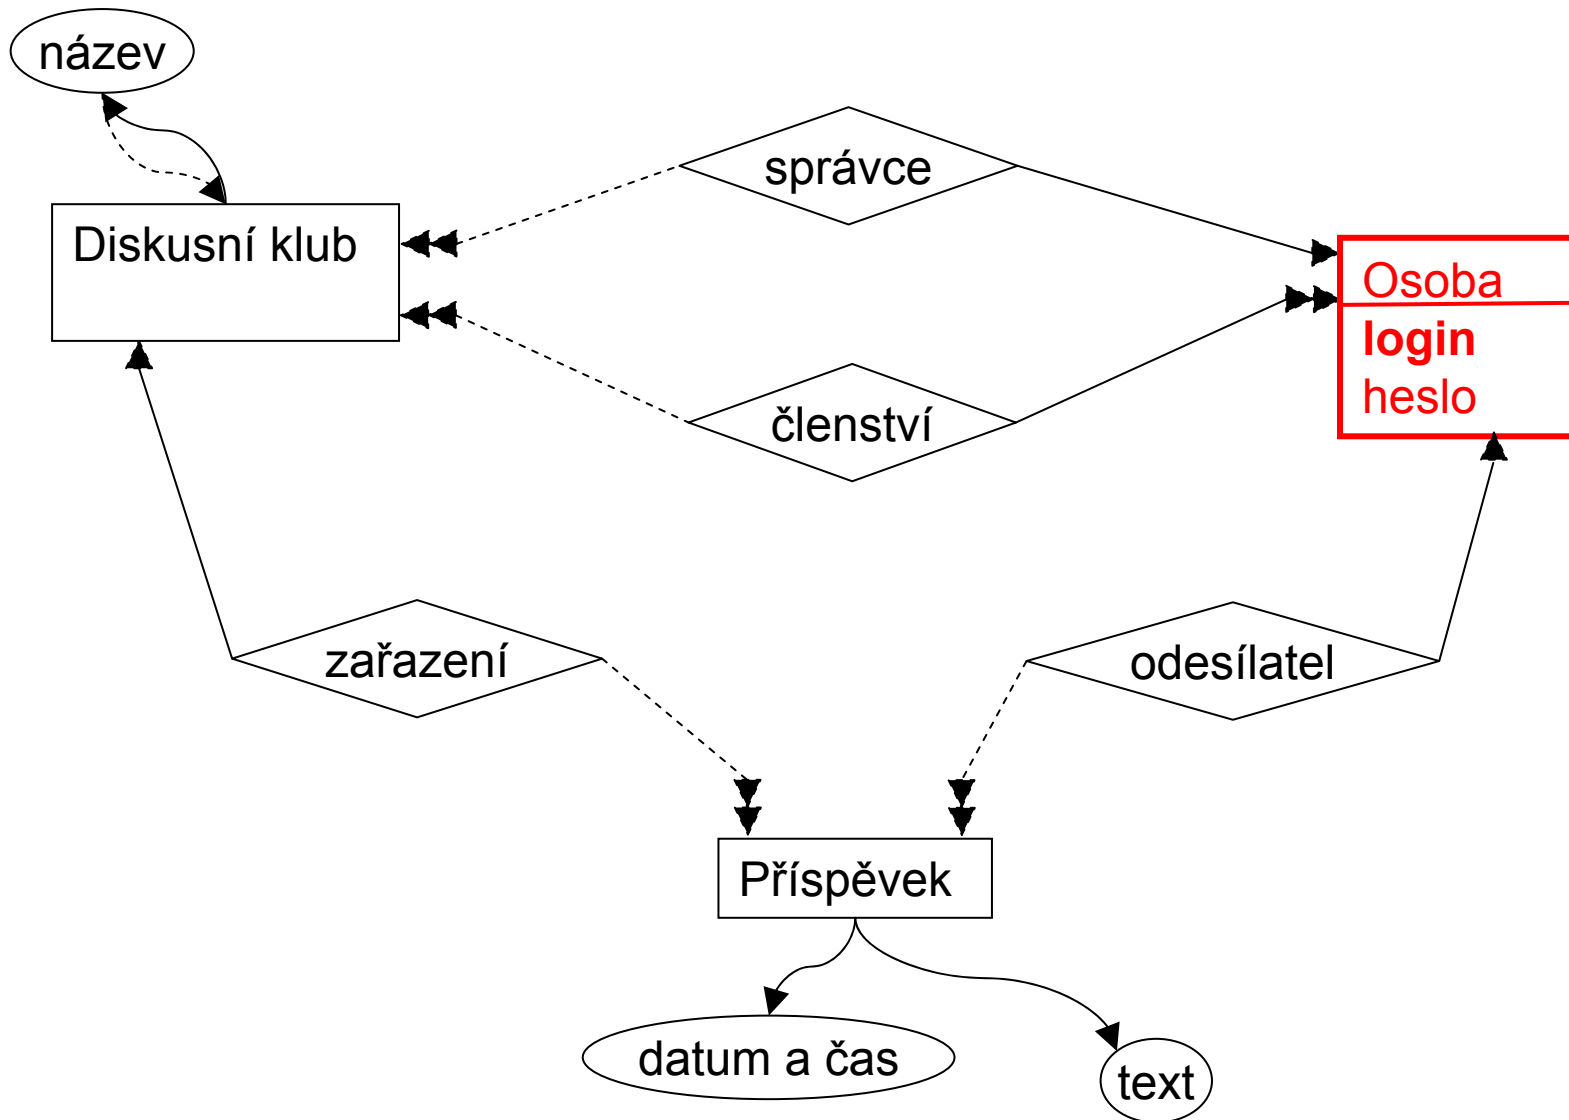 název
správce
Diskusní klub
Osoba
login
heslo
členství
zařazení
odesílatel
Příspěvek
datum a čas
text